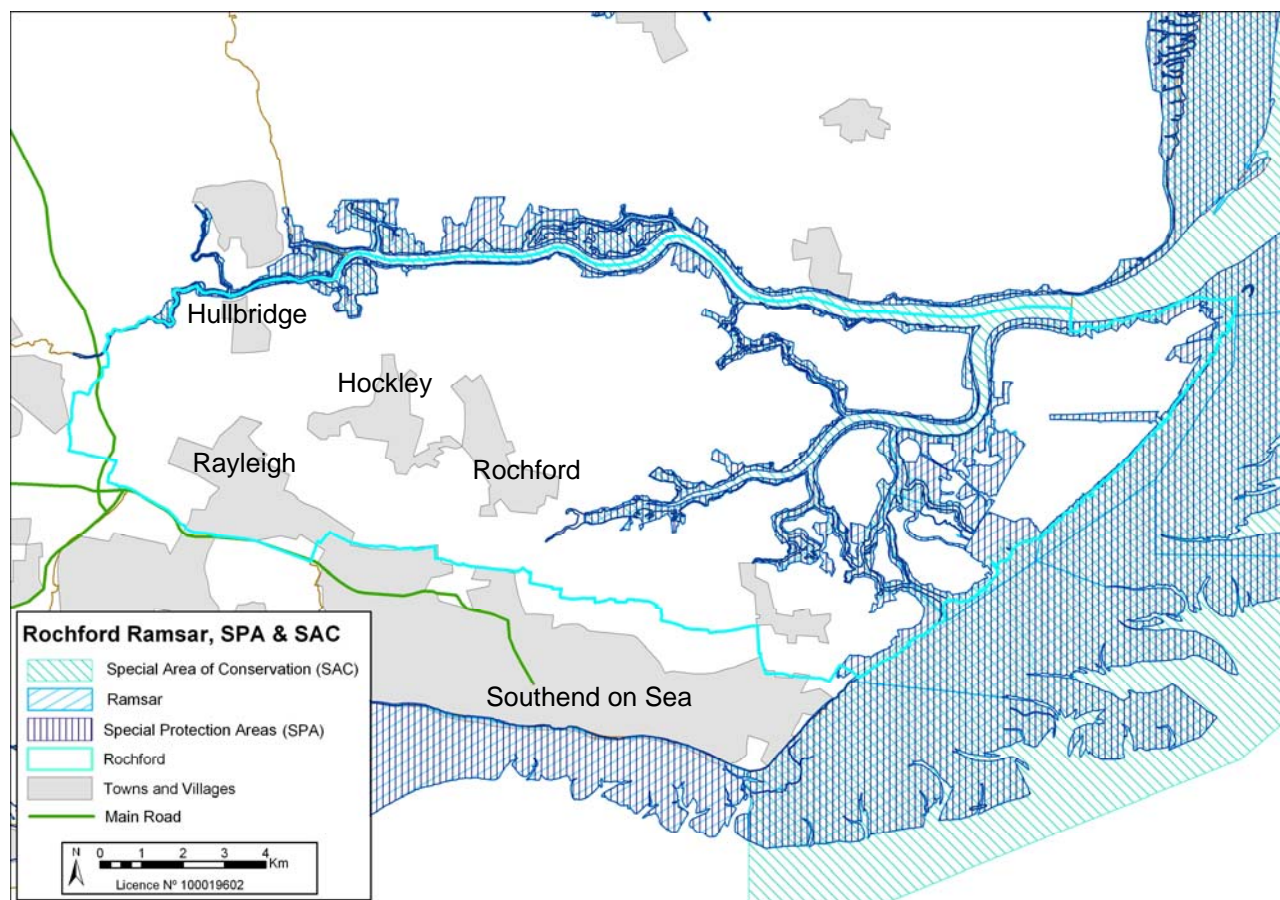 Hullbridge
Hockley
Rayleigh
Rochford
Southend on Sea
Rochford Ramsar, SPA & SAC
Special Area of Conservation (SAC)
Ramsar
Special Protection Areas (SPA)
Rochford
Towns and Villages
Main Road
N
0 1 2 3 4
Km
Licence Nº 100019602